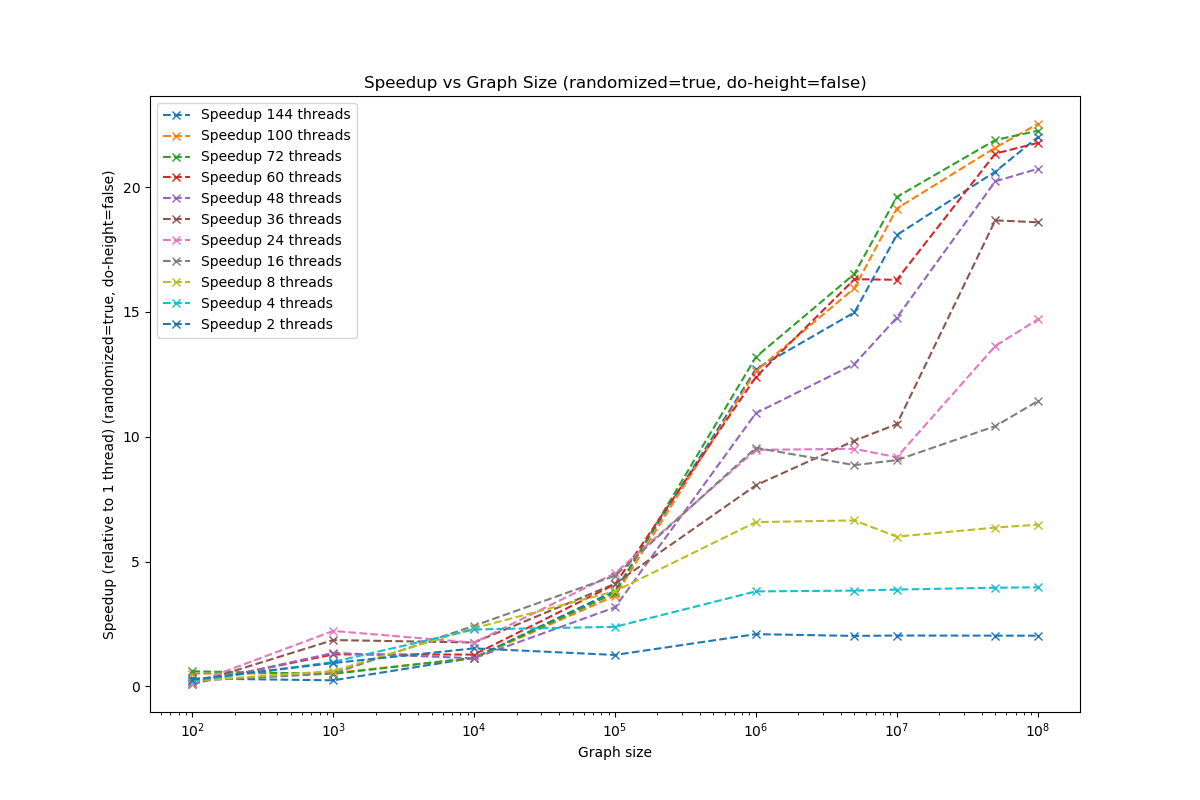 Speedup vs Graph Size (randomized=true, do-height=false)
Speedup 144 threads
Speedup 100 threads
Speedup 72 threads
Speedup 60 threads
Speedup 48 threads
Speedup 36 threads
Speedup 24 threads
Speedup 16 threads
Speedup 8 threads
Speedup 4 threads
Speedup 2 threads
Speedup (relative to 1 thread) (randomized=true, do-height=false)
20
15
10
5
0
10² 10³ 10⁴ 10⁵ 10⁶ 10⁷ 10⁸
Graph size